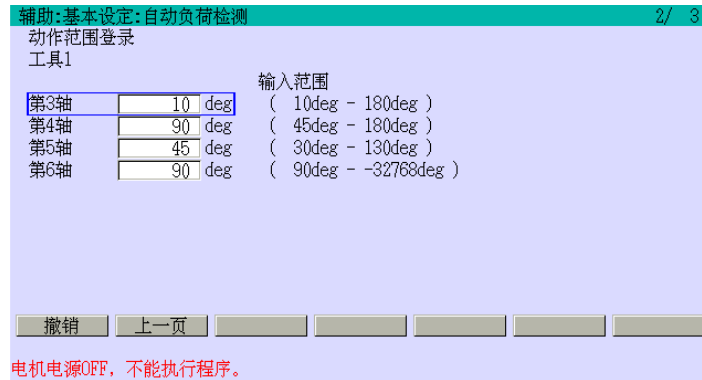 辅助:基本设定:自动负荷检测 2/ 3
动作范围登录
工具1
输入范围
第3轴 10 deg ( 10deg - 180deg )
第4轴 90 deg ( 45deg - 180deg )
第5轴 45 deg ( 30deg - 130deg )
第6轴 90 deg ( 90deg - -32768deg )
撤销 上一页
电机电源OFF，不能执行程序。